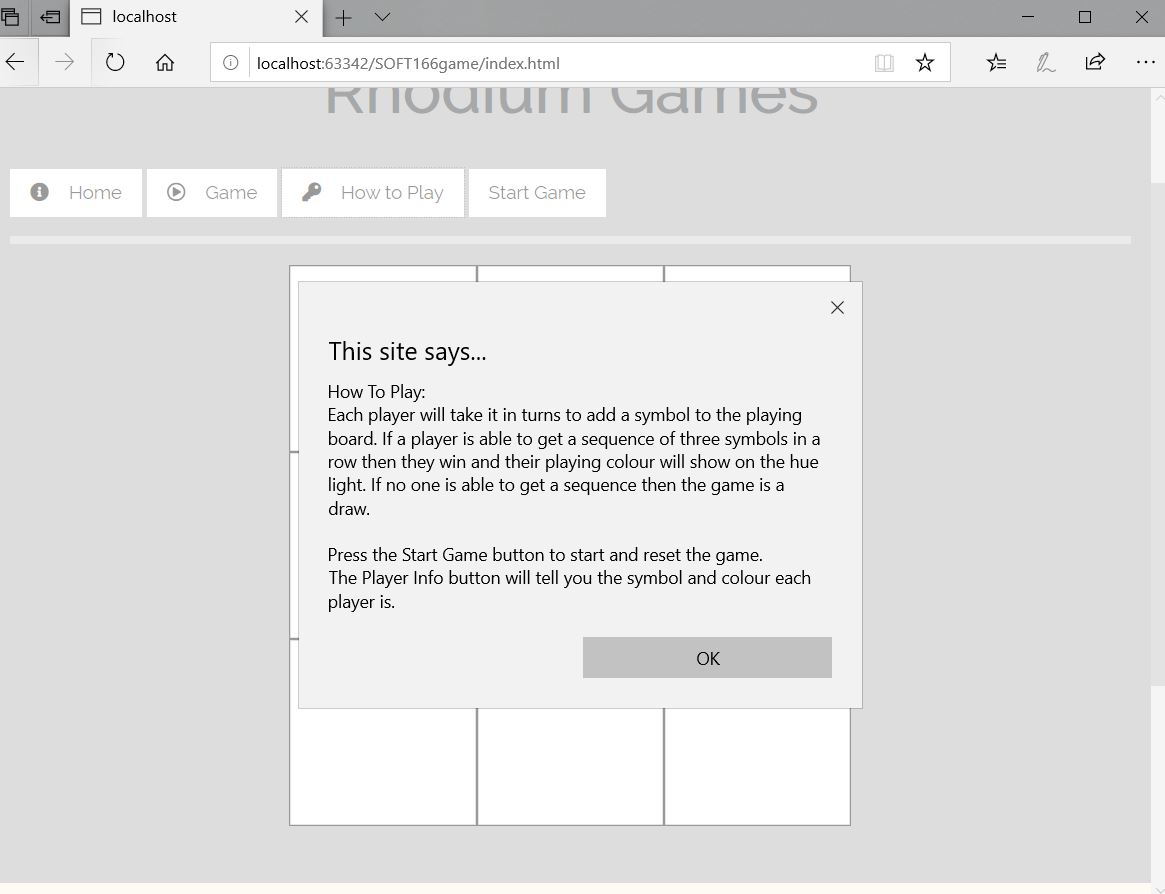 localhost
localhost:63342/SOFT166game/index.html
Rhodium Games
Home Game How to Play Start Game
This site says...
How To Play:
Each player will take it in turns to add a symbol to the playing
board. If a player is able to get a sequence of three symbols in a
row then they win and their playing colour will show on the hue
light. If no one is able to get a sequence then the game is a
draw.
Press the Start Game button to start and reset the game.
The Player Info button will tell you the symbol and colour each
player is.
OK